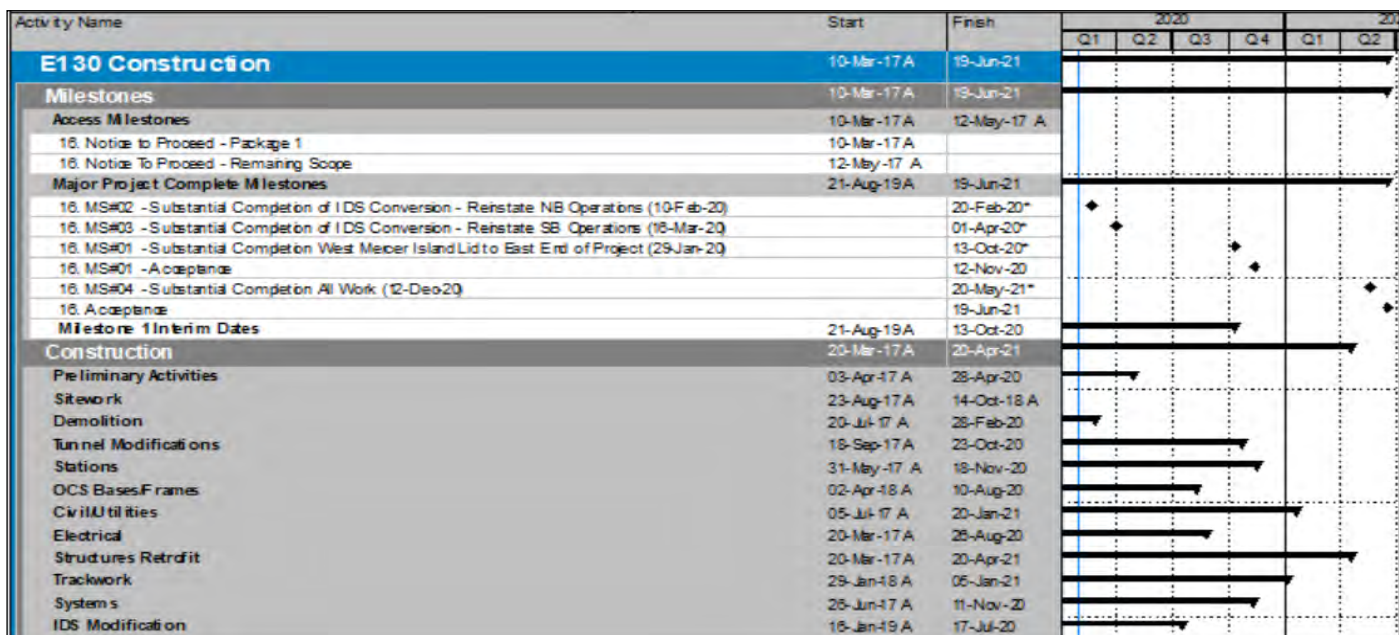 Activity Name Start Finish 2020 20
Q1 Q2 Q3 Q4 Q1 Q2
E130 Construction 10-Mar-17 A 19-Jun-21
Milestones 10-Mar-17 A 19-Jun-21
Access Milestones 10-Mar-17 A 12-May-17 A
16. Notice to Proceed - Package 1 10-Mar-17 A
16. Notice To Proceed - Remaining Scope 12-May-17 A
Major Project Complete Milestones 21-Aug-19 A 19-Jun-21
16. MS#02 - Substantial Completion of IDS Conversion - Reinstate NB Operations (10-Feb-20) 20-Feb-20*
16. MS#03 - Substantial Completion of IDS Conversion - Reinstate SB Operations (16-Mar-20) 01-Apr-20*
16. MS#01 - Substantial Completion West Mercer Island Lid to East End of Project (29-Jan-20) 13-Oct-20*
16. MS#01 - Acceptance 12-Nov-20
16. MS#04 - Substantial Completion All Work (12-Dec-20) 20-May-21*
16. Acceptance 19-Jun-21
Milestone 1 Interim Dates 21-Aug-19 A 13-Oct-20
Construction 20-Mar-17 A 20-Apr-21
Preliminary Activities 03-Apr-17 A 28-Apr-20
Sitework 23-Aug-17 A 14-Oct-18 A
Demolition 20-Jul-17 A 28-Feb-20
Tunnel Modifications 18-Sep-17 A 23-Oct-20
Stations 31-May-17 A 18-Nov-20
OCS Bases/Frames 02-Apr-18 A 10-Aug-20
Civil/Utilities 05-Jul-17 A 20-Jan-21
Electrical 20-Mar-17 A 26-Aug-20
Structures Retrofit 20-Mar-17 A 20-Apr-21
Trackwork 29-Jan-18 A 05-Jan-21
Systems 26-Jun-17 A 11-Nov-20
IDS Modification 16-Jan-19 A 17-Jul-20